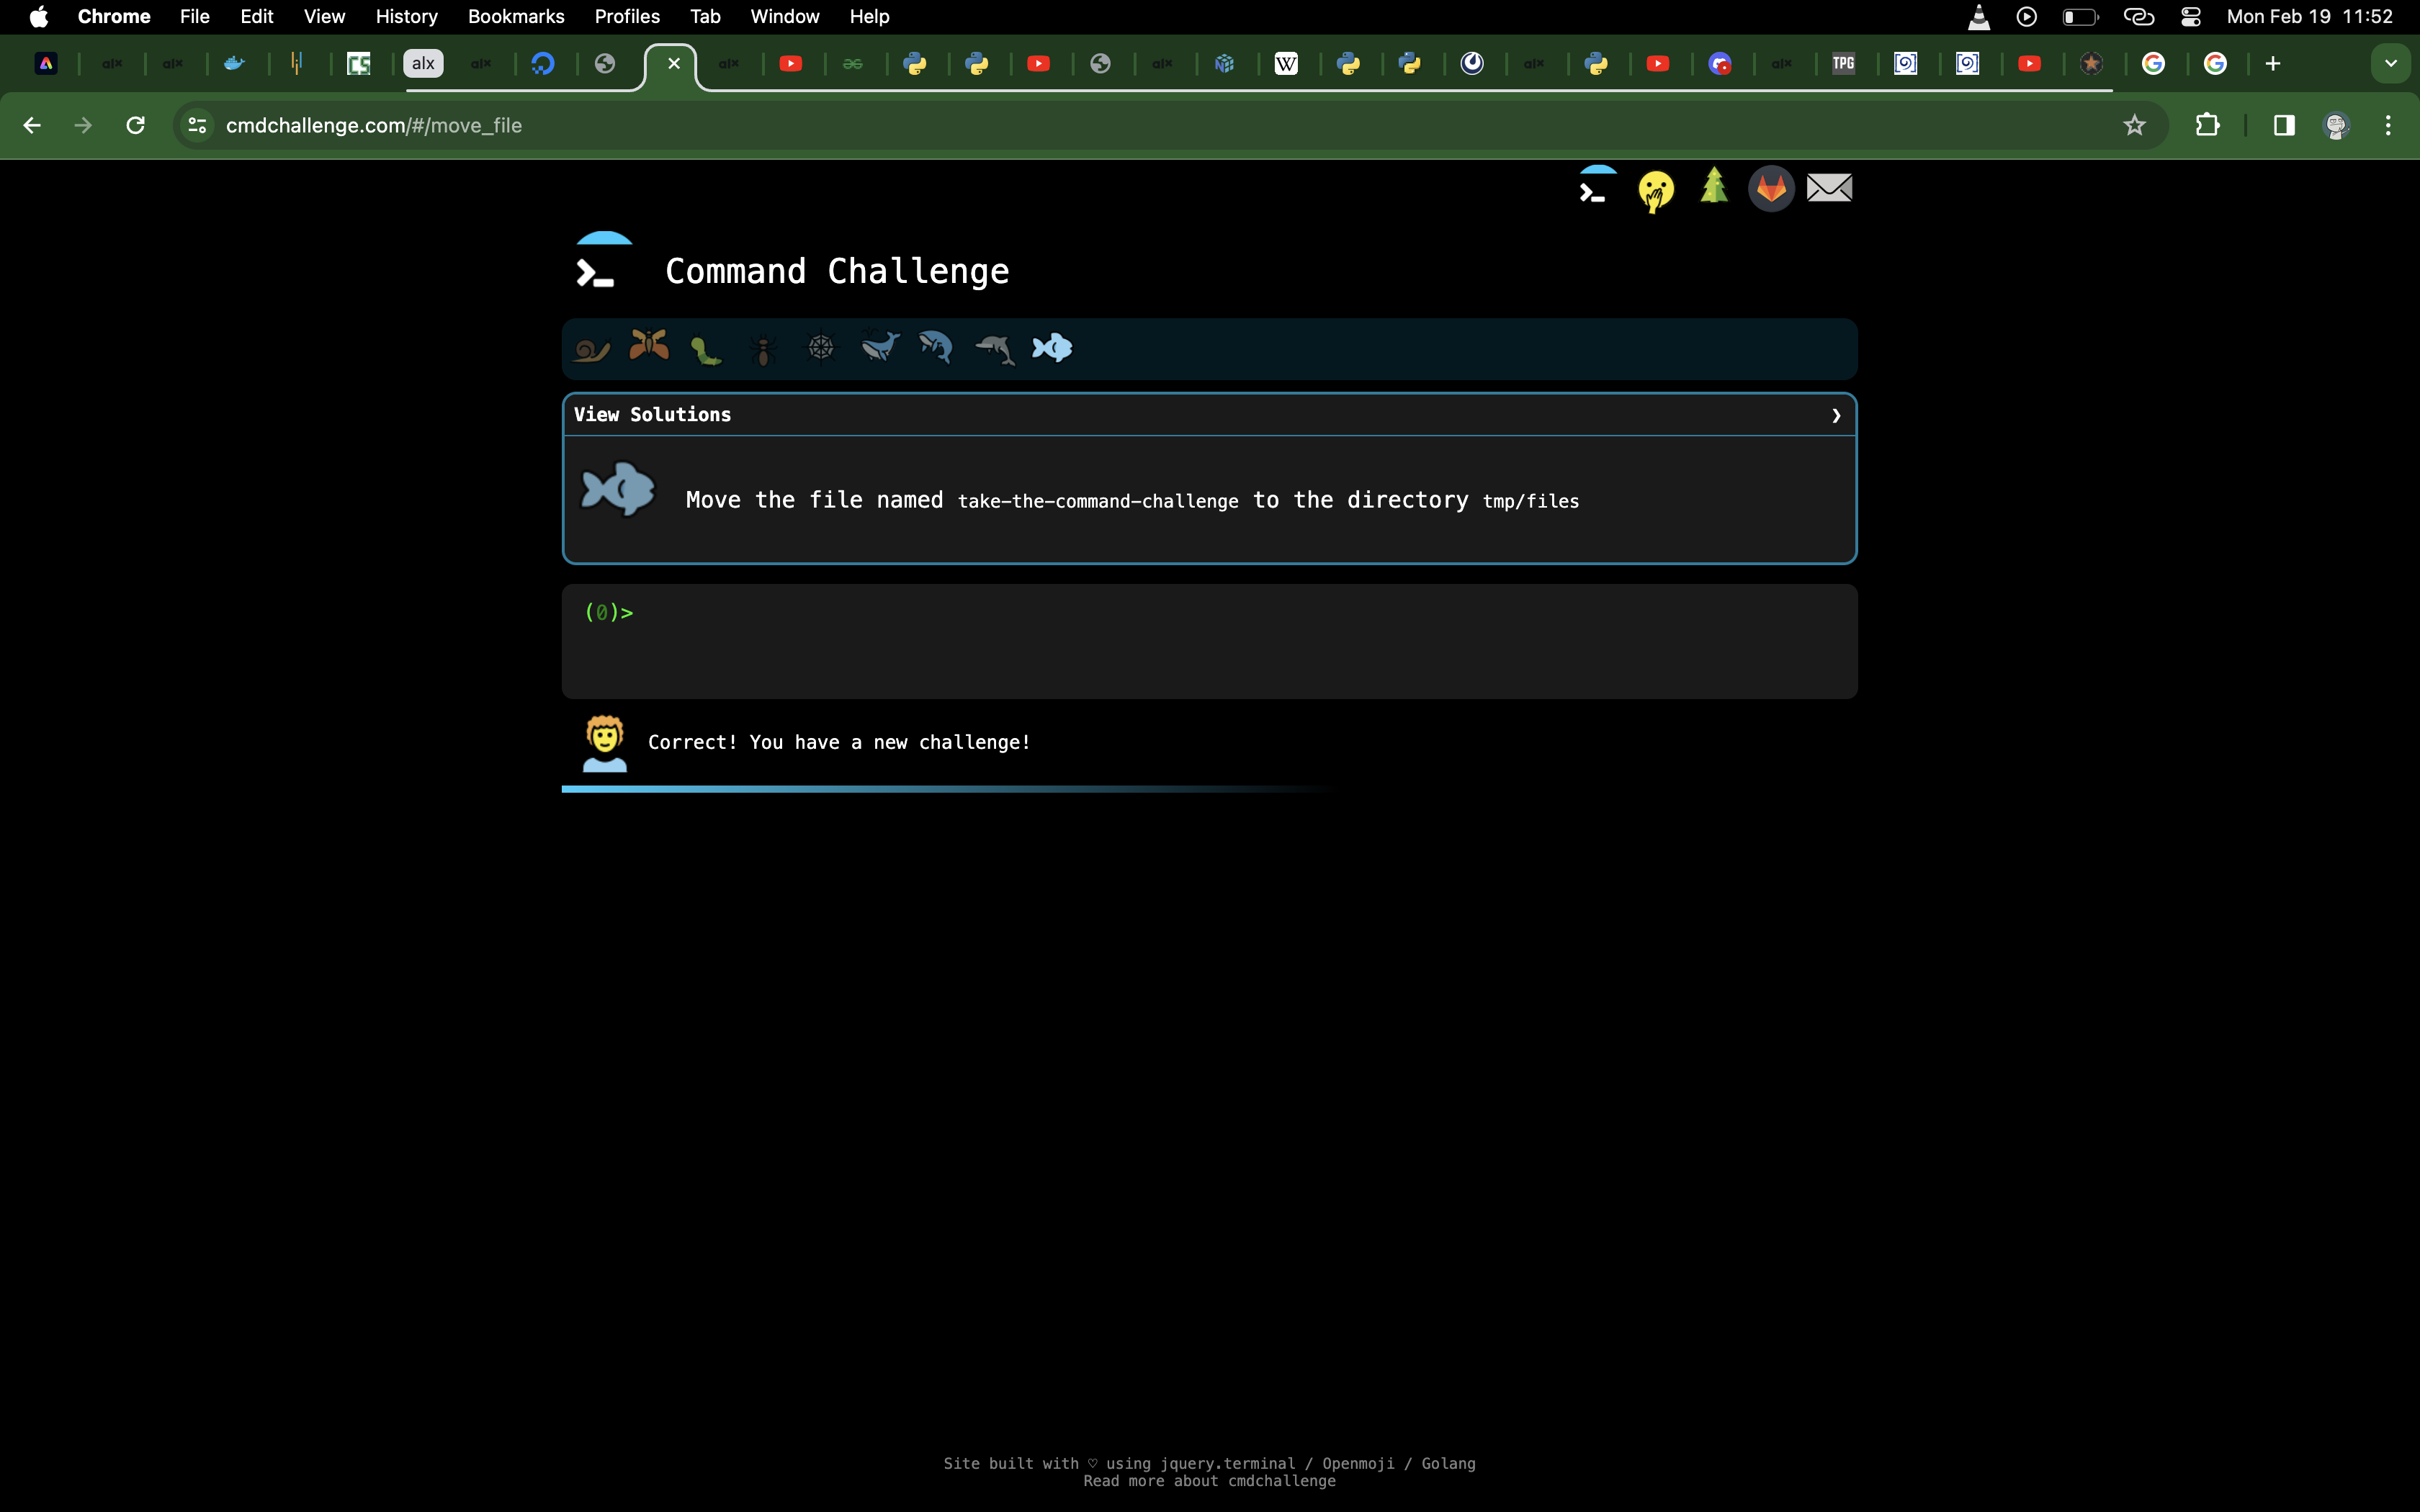 Chrome File Edit View History Bookmarks Profiles Tab Window Help Mon Feb 19 11:52
alx alx CS alx alx alx alx alx alx TPG
cmdchallenge.com/#/move_file
Command Challenge
View Solutions
Move the file named take-the-command-challenge to the directory tmp/files
(0)>
Correct! You have a new challenge!
Site built with ♡ using jquery.terminal / Openmoji / Golang
Read more about cmdchallenge